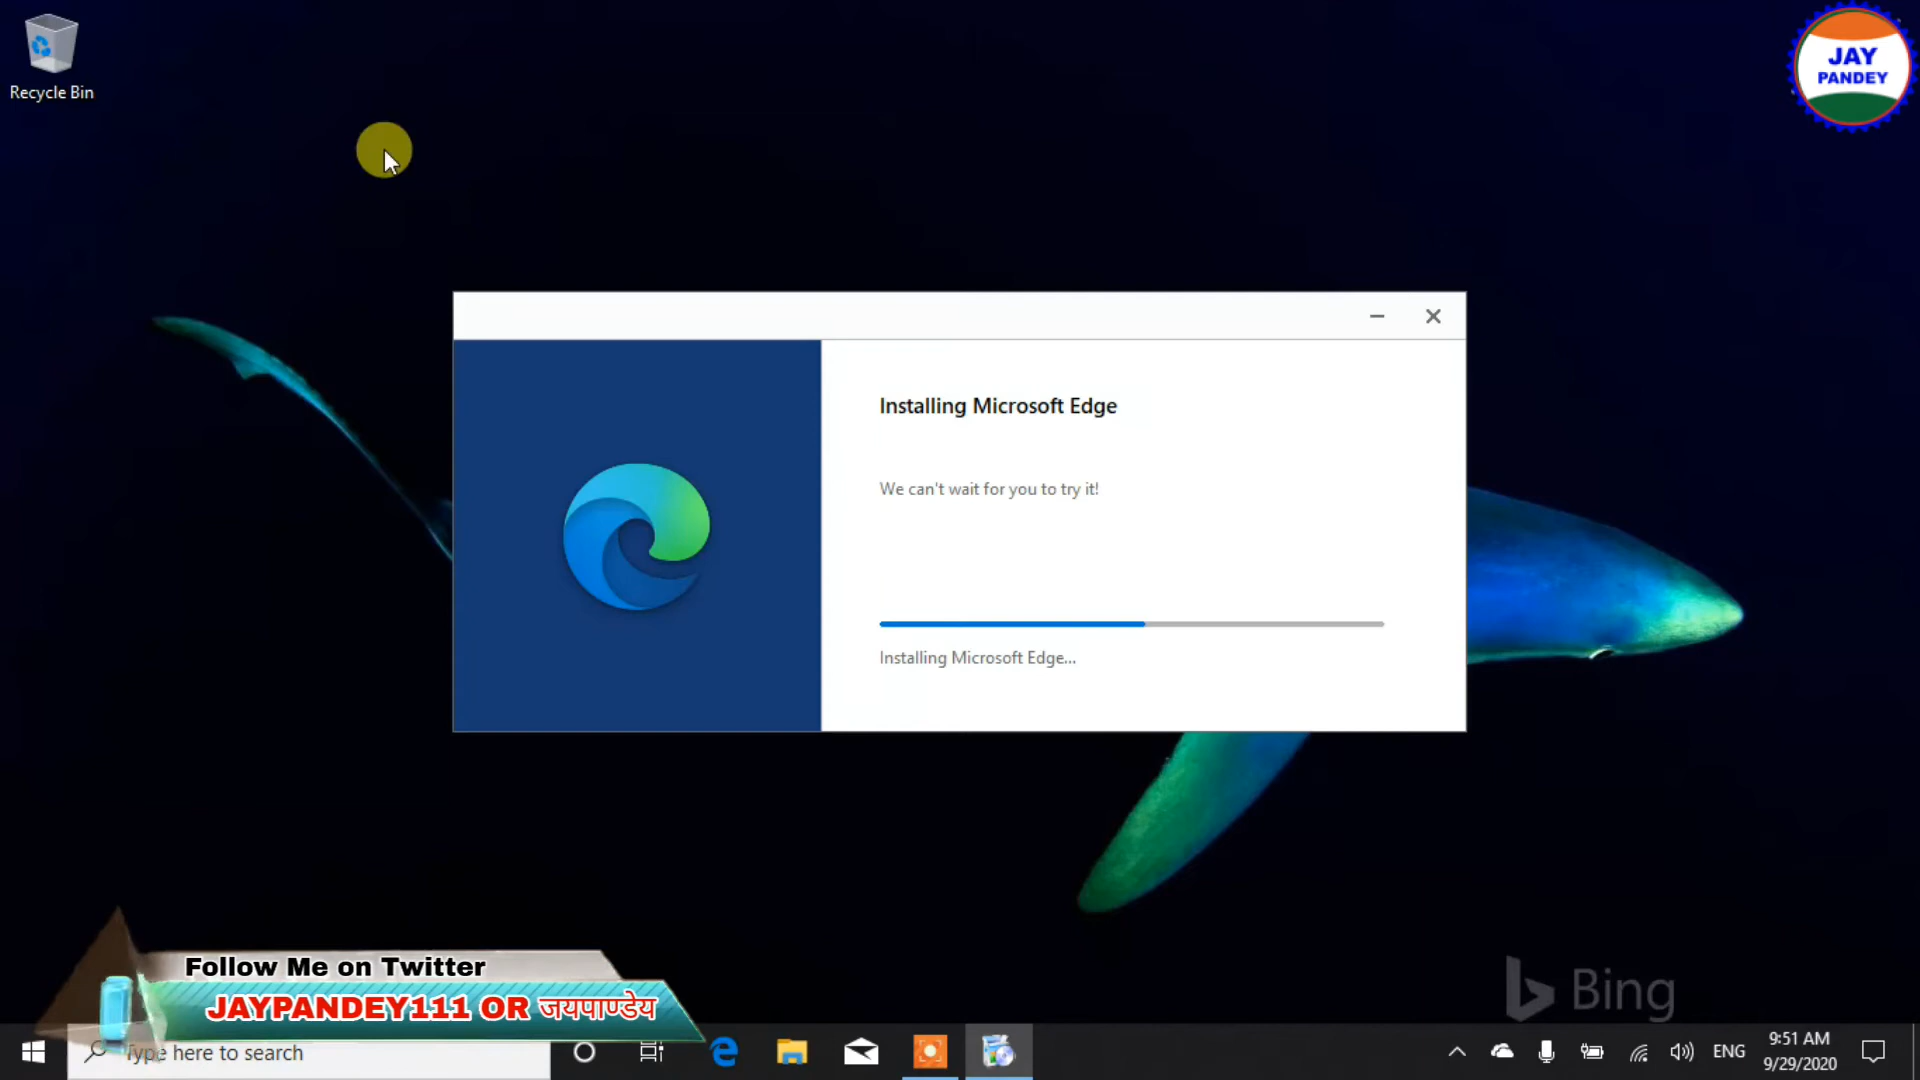 Recycle Bin
JAY
PANDEY
Installing Microsoft Edge
We can't wait for you to try it!
Installing Microsoft Edge...
Follow Me on Twitter
JAYPANDEY111 OR जयपाण्डेय
Bing
Type here to search
ENG
9:51 AM
9/29/2020